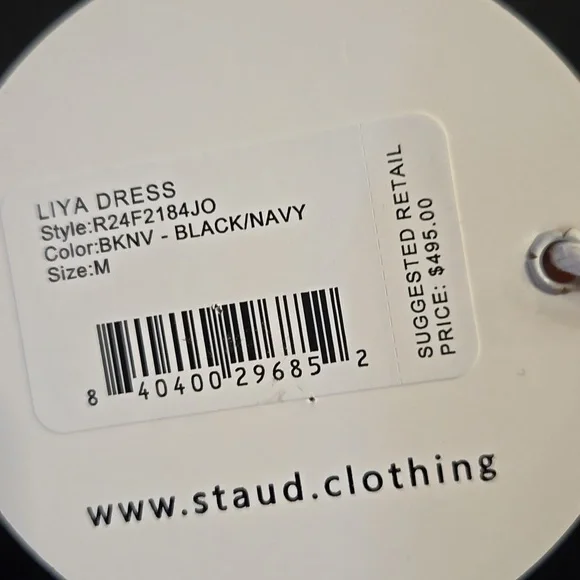 LIYA DRESS
Style:R24F2184JO
Color:BKNV - BLACK/NAVY
Size:M
8 40400 29685 2
SUGGESTED RETAIL
PRICE: $495.00
www.staud.clothing